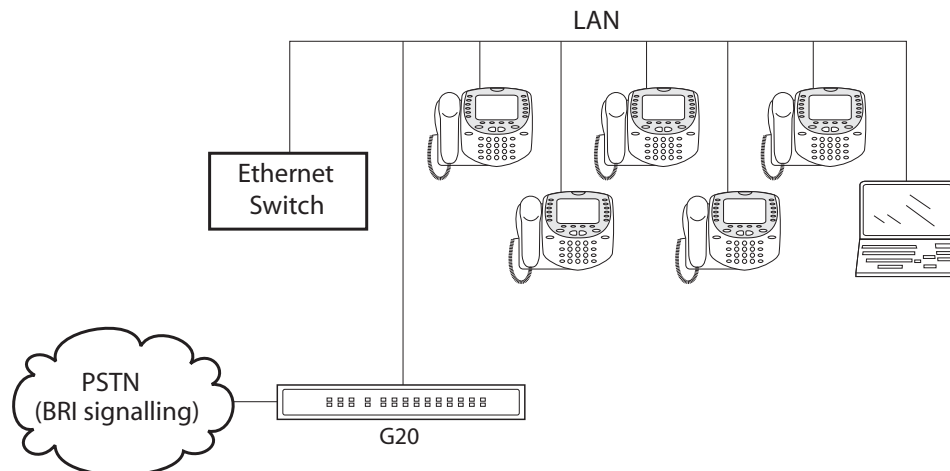 LAN
Ethernet
Switch
PSTN
(BRI signalling)
G20